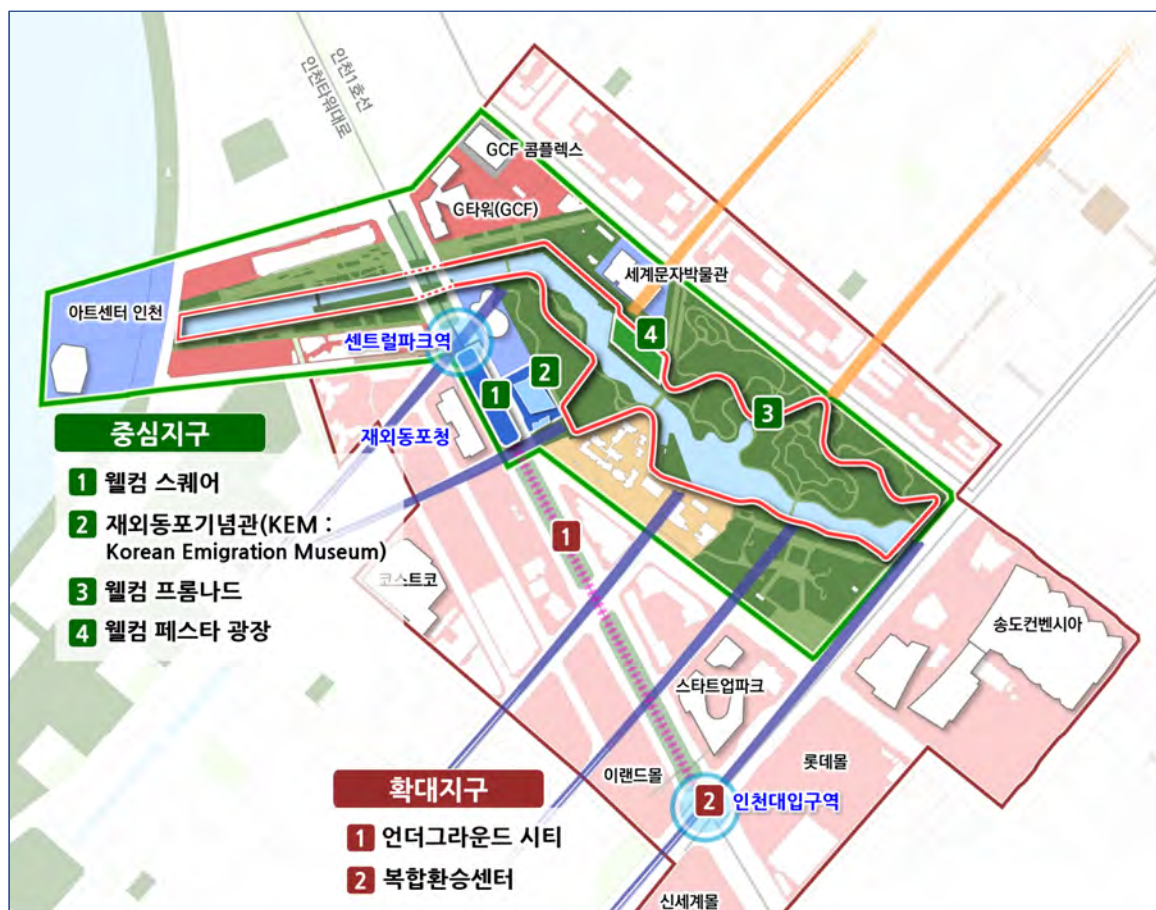 인천1호선
인천타워대로
GCF 콤플렉스
G타워(GCF)
세계문자박물관
아트센터 인천
센트럴파크역
4
1
2
3
재외동포청
중심지구
1 웰컴 스퀘어
2 재외동포기념관(KEM :
Korean Emigration Museum)
3 웰컴 프롬나드
4 웰컴 페스타 광장
1
코스트코
송도컨벤시아
스타트업파크
롯데몰
이랜드몰
2 인천대입구역
확대지구
1 언더그라운드 시티
2 복합환승센터
신세계몰